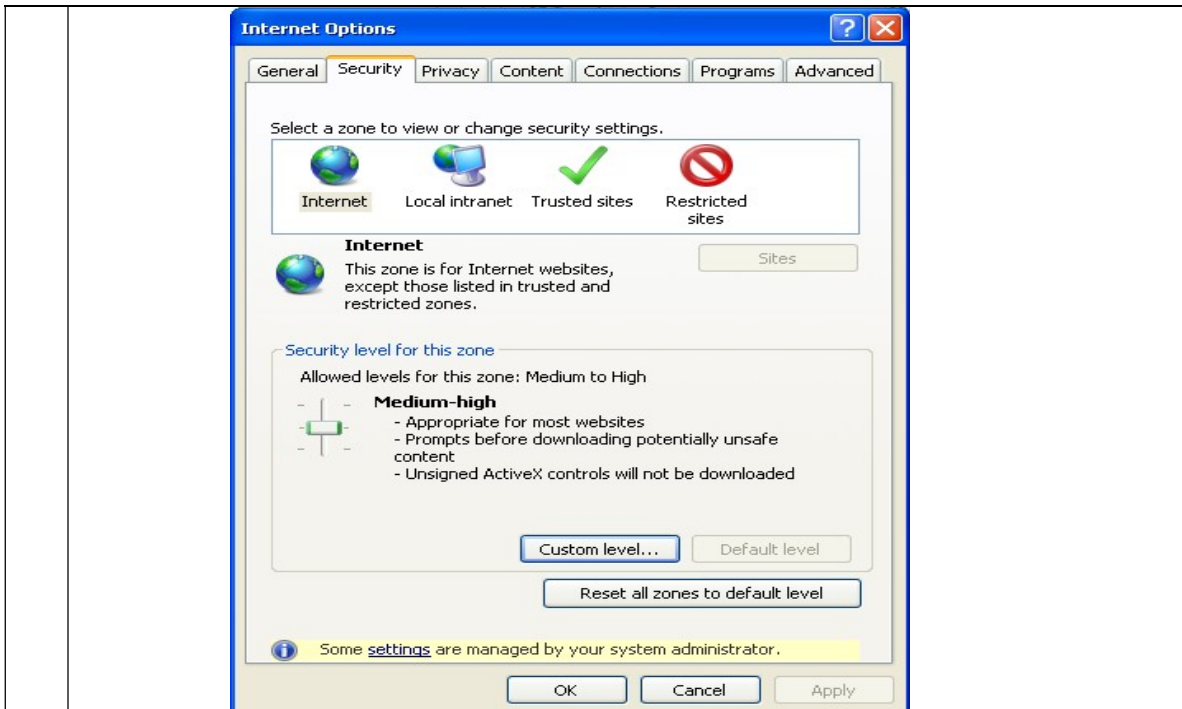 Internet Options
General Security Privacy Content Connections Programs Advanced
Select a zone to view or change security settings.
Internet Local intranet Trusted sites Restricted
sites
Internet
Sites
This zone is for Internet websites,
except those listed in trusted and
restricted zones.
Security level for this zone
Allowed levels for this zone: Medium to High
Medium-high
- Appropriate for most websites
- Prompts before downloading potentially unsafe
content
- Unsigned ActiveX controls will not be downloaded
Custom level... Default level
Reset all zones to default level
Some settings are managed by your system administrator.
OK Cancel Apply